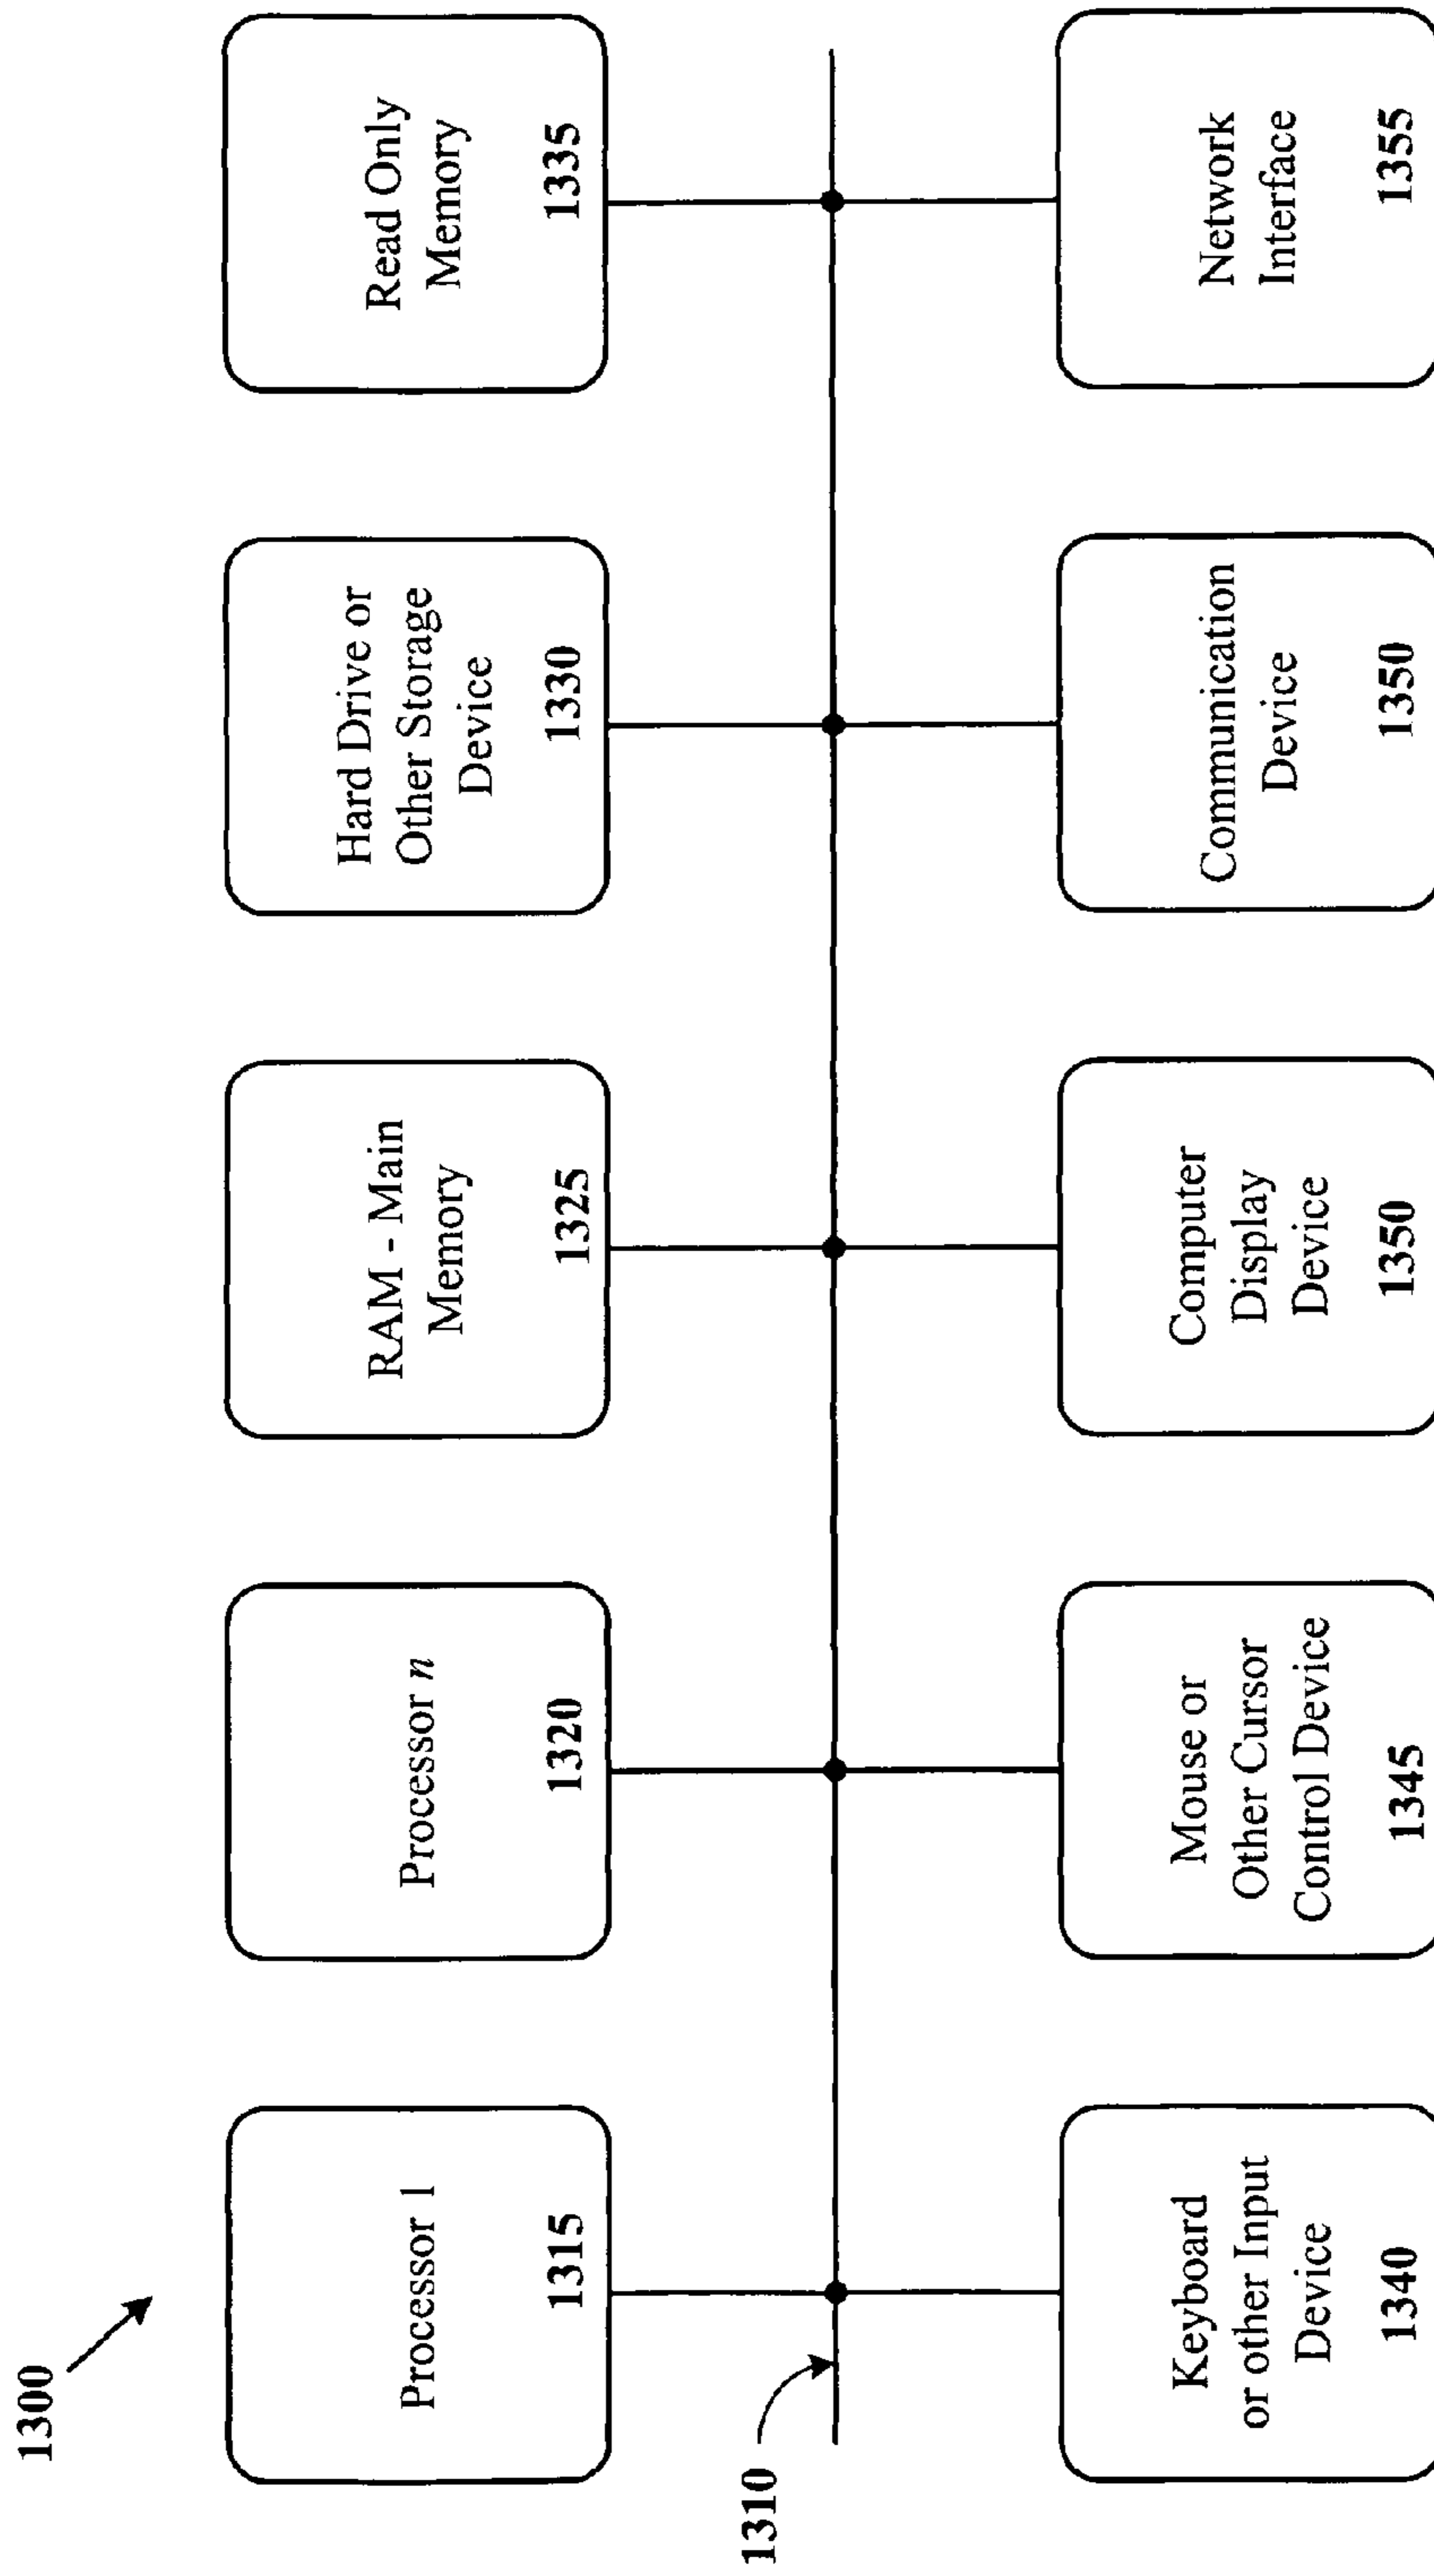 1300
Processor 1
1315
Processor n
1320
RAM - Main
Memory
1325
Hard Drive or
Other Storage
Device
1330
Read Only
Memory
1335
1310
Keyboard
or other Input
Device
1340
Mouse or
Other Cursor
Control Device
1345
Computer
Display
Device
1350
Communication
Device
1350
Network
Interface
1355